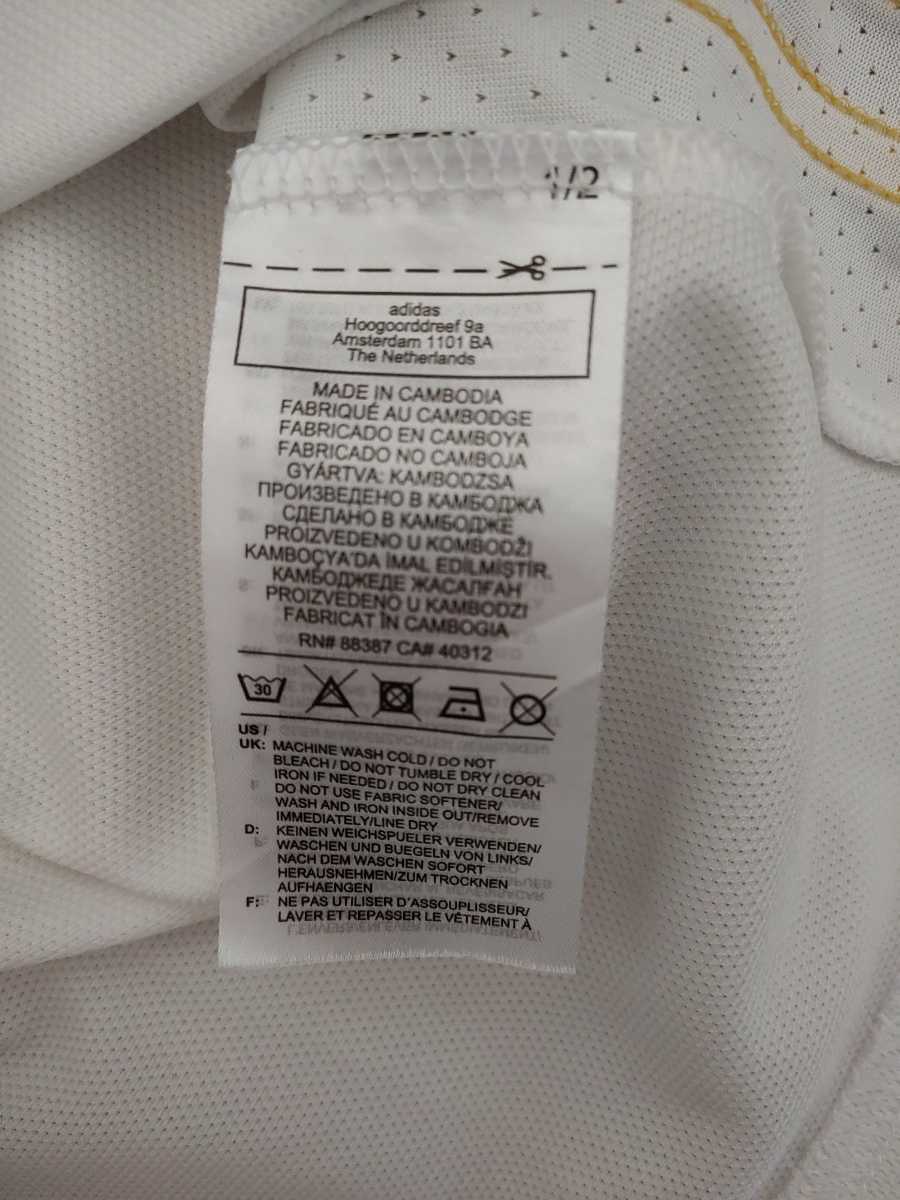 1/2
adidas
Hoogoorddreef 9a
Amsterdam 1101 BA
The Netherlands
MADE IN CAMBODIA
FABRIQUÉ AU CAMBODGE
FABRICADO EN CAMBOYA
FABRICADO NO CAMBOJA
GYÁRTVA: KAMBODZSA
ПРОИЗВЕДЕНО В КАМБОДЖА
СДЕЛАНО В КАМБОДЖЕ
PROIZVEDENO U KOMBODŽI
KAMBOÇYA'DA İMAL EDİLMİŞTİR.
КАМБОДЖЕДЕ ЖАСАЛҒАН
PROIZVEDENO U KAMBODZI
FABRICAT ÎN CAMBOGIA
RN# 88387 CA# 40312
30
US /
UK: MACHINE WASH COLD / DO NOT
BLEACH / DO NOT TUMBLE DRY / COOL
IRON IF NEEDED / DO NOT DRY CLEAN
DO NOT USE FABRIC SOFTENER/
WASH AND IRON INSIDE OUT/REMOVE
IMMEDIATELY/LINE DRY
D: KEINEN WEICHSPUELER VERWENDEN/
WASCHEN UND BUEGELN VON LINKS/
NACH DEM WASCHEN SOFORT
HERAUSNEHMEN/ZUM TROCKNEN
AUFHAENGEN
F: NE PAS UTILISER D'ASSOUPLISSEUR/
LAVER ET REPASSER LE VÊTEMENT À